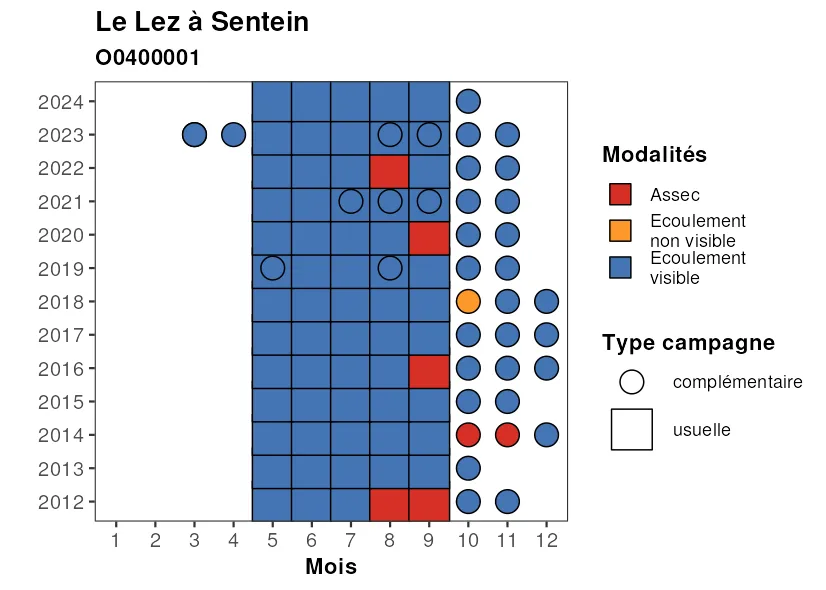 Le Lez à Sentein
O0400001
2024
2023
2022
2021
2020
2019
2018
2017
2016
2015
2014
2013
2012
1 2 3 4 5 6 7 8 9 10 11 12
Mois
Modalités
Assec
Ecoulement
non visible
Ecoulement
visible
Type campagne
complémentaire
usuelle